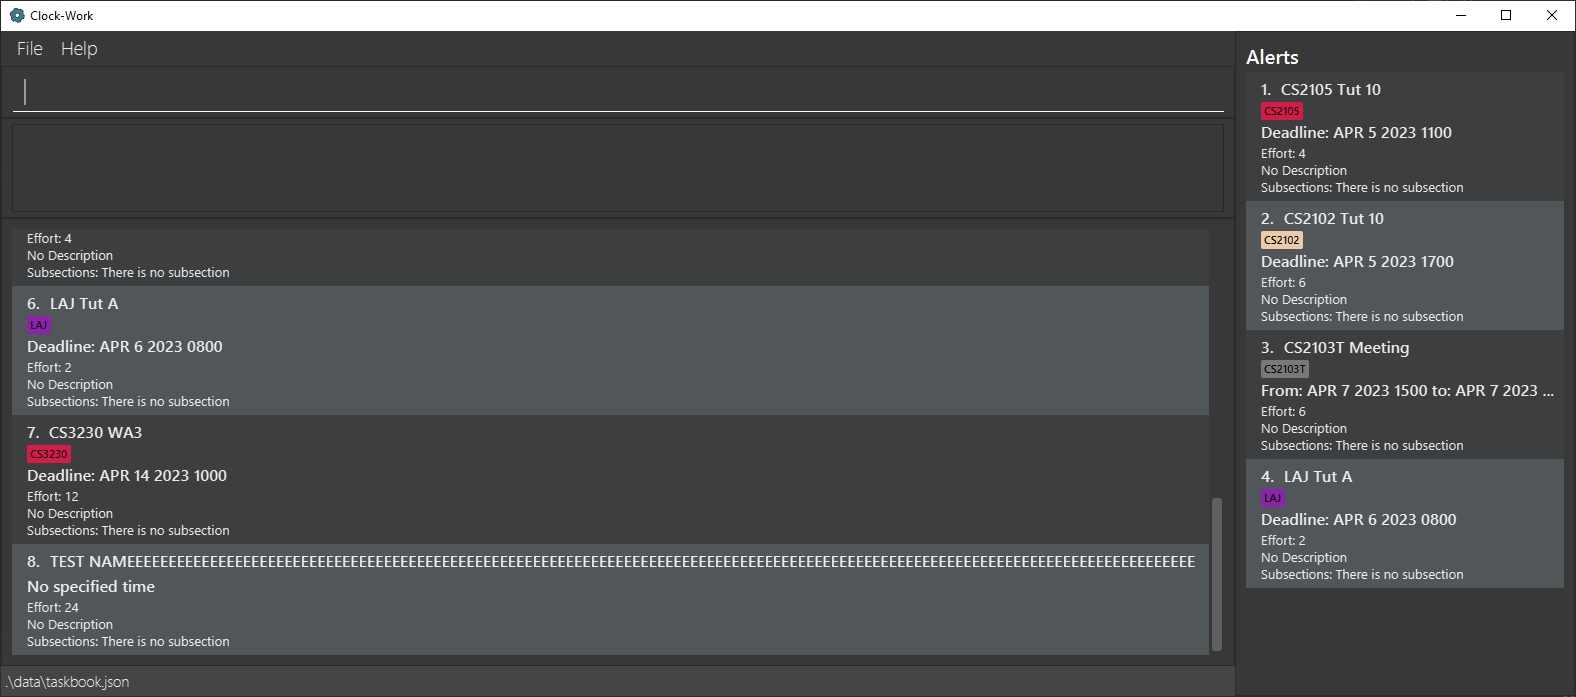 Clock-Work
File Help
Effort: 4
No Description
Subsections: There is no subsection
6. LAJ Tut A
LAJ
Deadline: APR 6 2023 0800
Effort: 2
No Description
Subsections: There is no subsection
7. CS3230 WA3
CS3230
Deadline: APR 14 2023 1000
Effort: 12
No Description
Subsections: There is no subsection
8. TEST NAMEEEEEEEEEEEEEEEEEEEEEEEEEEEEEEEEEEEEEEEEEEEEEEEEEEEEEEEEEEEEEEEEEEEEEEEEEEEEEEEEEEEEEEEEEEEEEEEEEEEEEEEEEEEEEEE
No specified time
Effort: 24
No Description
Subsections: There is no subsection
.\data\taskbook.json
Alerts
1. CS2105 Tut 10
CS2105
Deadline: APR 5 2023 1100
Effort: 4
No Description
Subsections: There is no subsection
2. CS2102 Tut 10
CS2102
Deadline: APR 5 2023 1700
Effort: 6
No Description
Subsections: There is no subsection
3. CS2103T Meeting
CS2103T
From: APR 7 2023 1500 to: APR 7 2023 ...
Effort: 6
No Description
Subsections: There is no subsection
4. LAJ Tut A
LAJ
Deadline: APR 6 2023 0800
Effort: 2
No Description
Subsections: There is no subsection